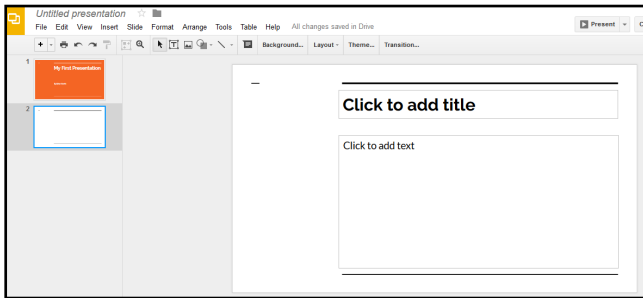 Untitled presentation
File Edit View Insert Slide Format Arrange Tools Table Help All changes saved in Drive
Present
Background... Layout Theme... Transition...
1
My First Presentation
2
Click to add title
Click to add text